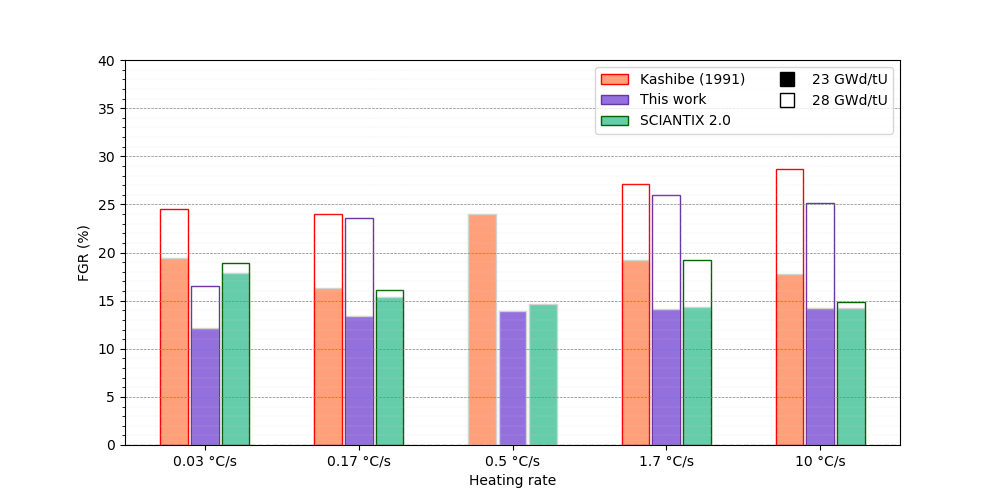 40
35
30
25
20
15
10
5
0
FGR (%)
Kashibe (1991)
This work
SCIANTIX 2.0
23 GWd/tU
28 GWd/tU
0.03 °C/s
0.17 °C/s
0.5 °C/s
1.7 °C/s
10 °C/s
Heating rate